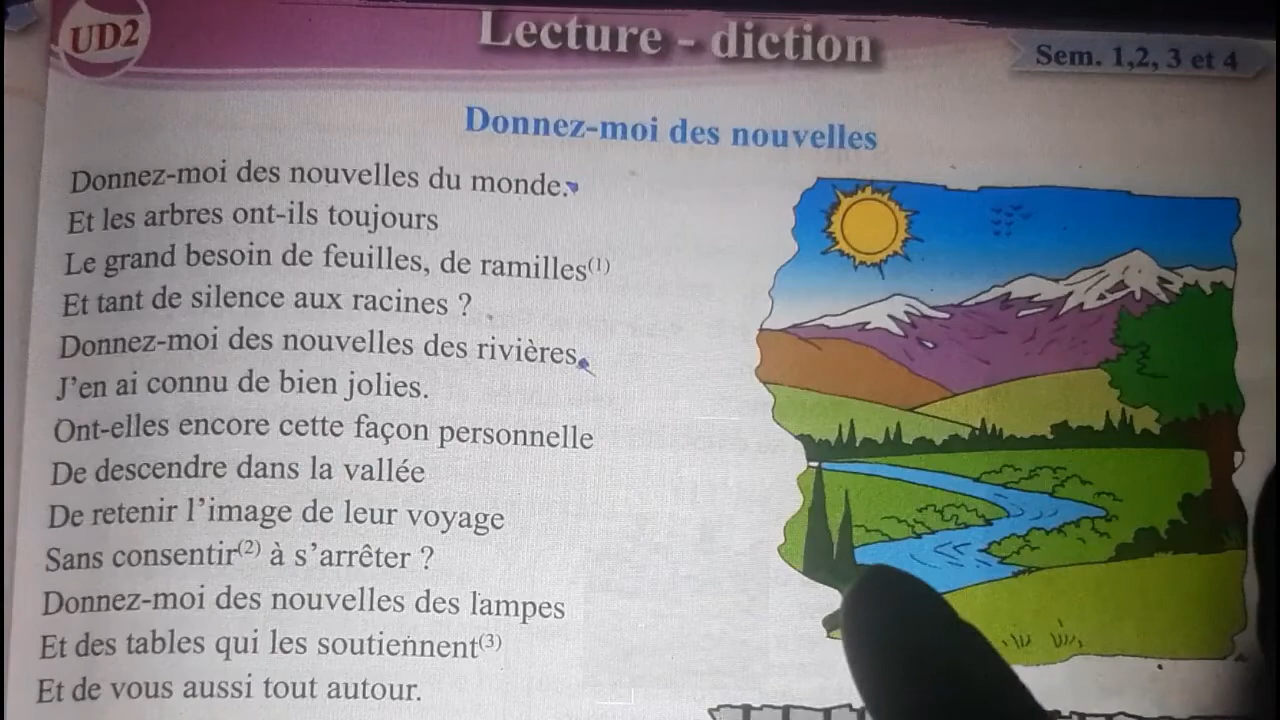 UD2
Lecture - diction
Sem. 1,2, 3 et 4
Donnez-moi des nouvelles
Donnez-moi des nouvelles du monde.
Et les arbres ont-ils toujours
Le grand besoin de feuilles, de ramilles(1)
Et tant de silence aux racines ?
Donnez-moi des nouvelles des rivières
J'en ai connu de bien jolies.
Ont-elles encore cette façon personnelle
De descendre dans la vallée
De retenir l'image de leur voyage
Sans consentir(2) à s'arrêter ?
Donnez-moi des nouvelles des lampes
Et des tables qui les soutiennent(3)
Et de vous aussi tout autour.